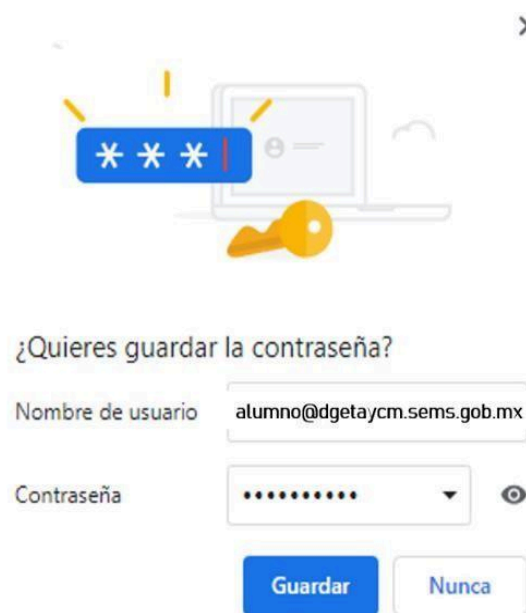 ***
¿Quieres guardar la contraseña?
Nombre de usuario alumno@dgetaycm.sems.gob.mx
Contraseña ••••••••••
Guardar Nunca